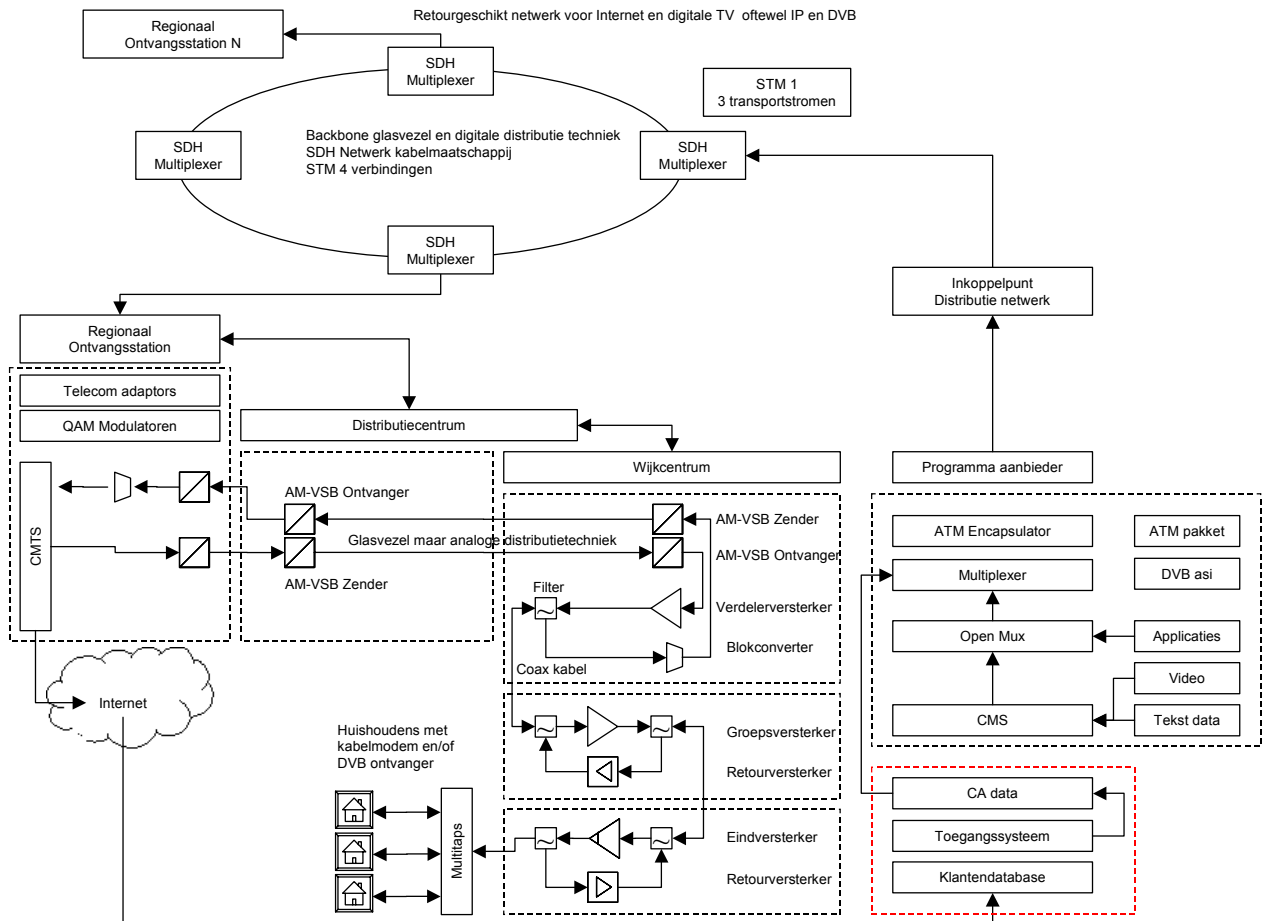 Retourgeschikt netwerk voor Internet en digitale TV oftewel IP en DVB
Regionaal
Ontvangsstation N
SDH
Multiplexer
STM 1
3 transportstromen
SDH
Multiplexer
Backbone glasvezel en digitale distributie techniek
SDH Netwerk kabelmaatschappij
STM 4 verbindingen
SDH
Multiplexer
SDH
Multiplexer
Inkoppelpunt
Distributie netwerk
Regionaal
Ontvangsstation
Telecom adaptors
QAM Modulatoren
Distributiecentrum
Wijkcentrum
Programma aanbieder
CMTS
AM-VSB Ontvanger
AM-VSB Zender
Glasvezel maar analoge distributietechniek
AM-VSB Ontvanger
AM-VSB Zender
Filter
Verdelerversterker
Blokconverter
Coax kabel
ATM Encapsulator
ATM pakket
Multiplexer
DVB asi
Open Mux
Applicaties
Video
CMS
Tekst data
Internet
Huishoudens met
kabelmodem en/of
DVB ontvanger
Groepsversterker
Retourversterker
Multitaps
Eindversterker
Retourversterker
CA data
Toegangssysteem
Klantendatabase